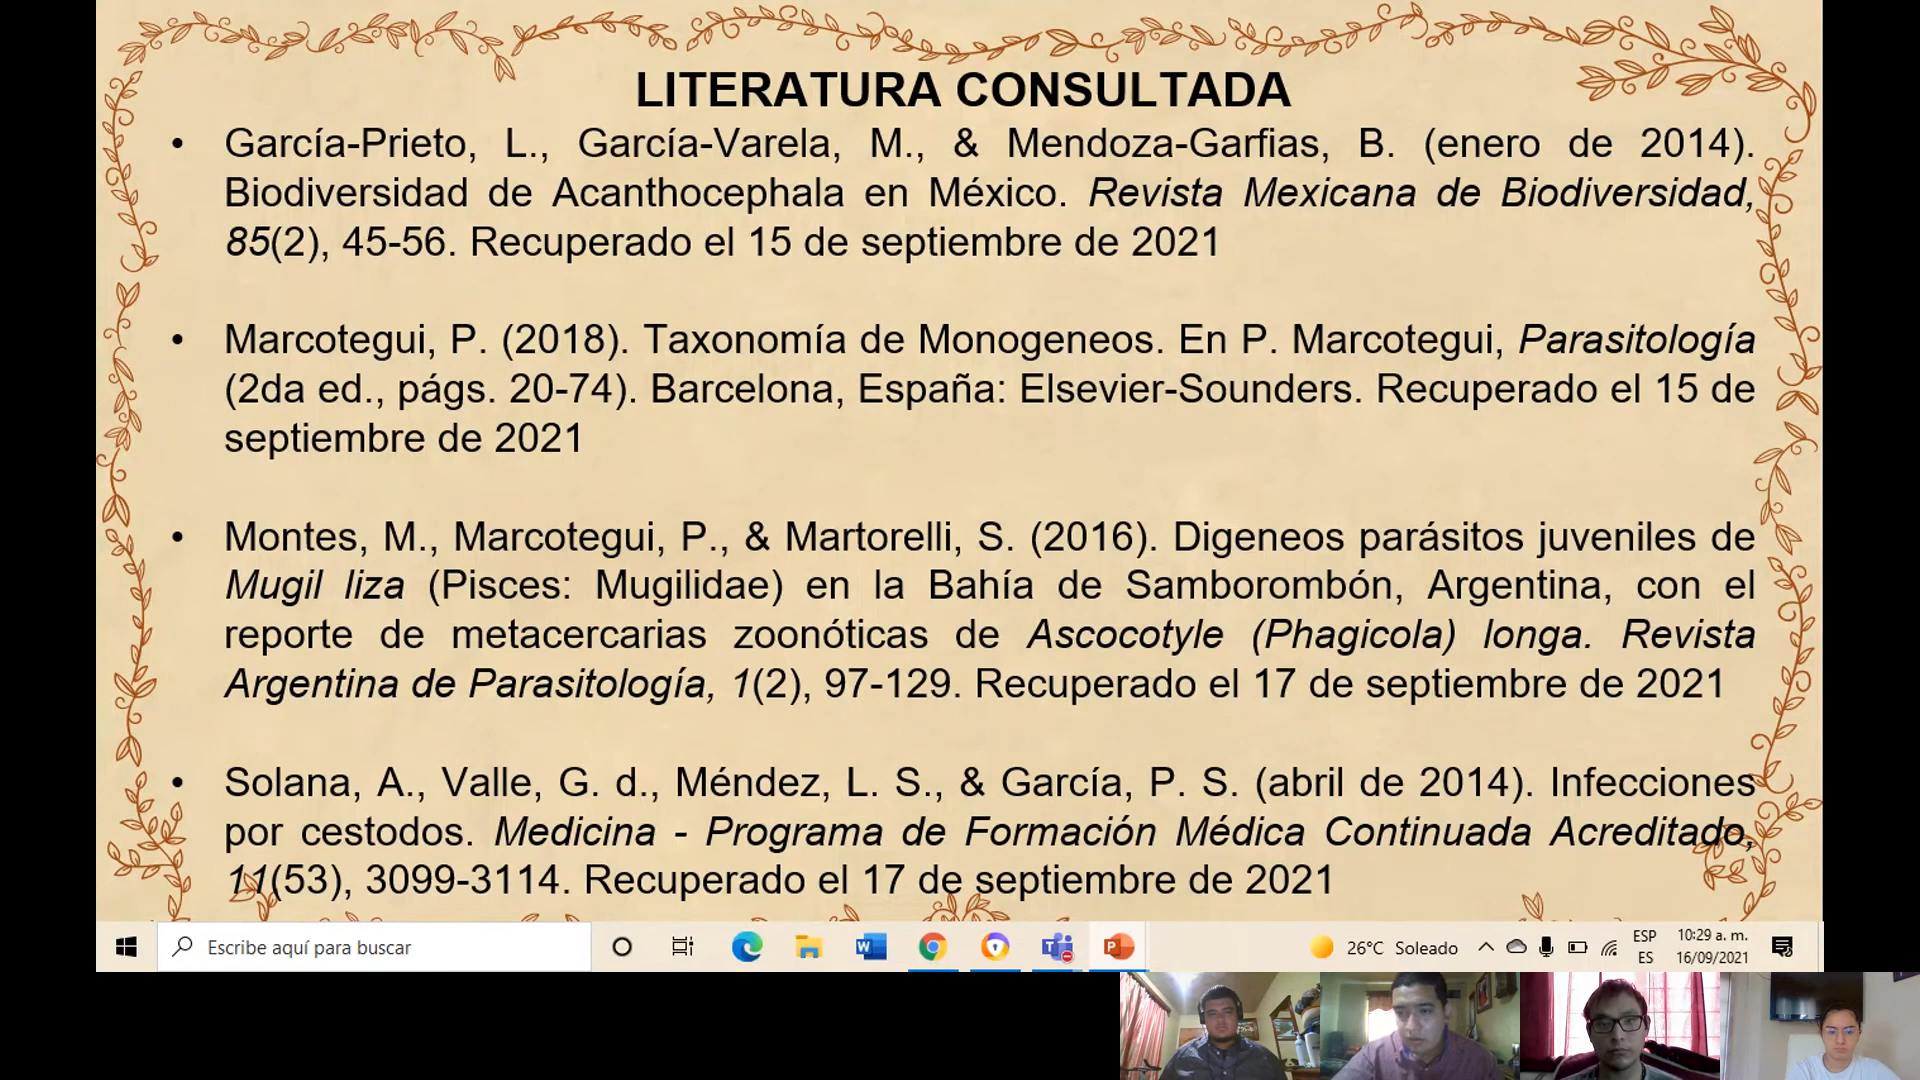 LITERATURA CONSULTADA
• García-Prieto, L., García-Varela, M., & Mendoza-Garfias, B. (enero de 2014).
Biodiversidad de Acanthocephala en México. Revista Mexicana de Biodiversidad,
85(2), 45-56. Recuperado el 15 de septiembre de 2021
• Marcotegui, P. (2018). Taxonomía de Monogeneos. En P. Marcotegui, Parasitología
(2da ed., págs. 20-74). Barcelona, España: Elsevier-Sounders. Recuperado el 15 de
septiembre de 2021
• Montes, M., Marcotegui, P., & Martorelli, S. (2016). Digeneos parásitos juveniles de
Mugil liza (Pisces: Mugilidae) en la Bahía de Samborombón, Argentina, con el
reporte de metacercarias zoonóticas de Ascocotyle (Phagicola) longa. Revista
Argentina de Parasitología, 1(2), 97-129. Recuperado el 17 de septiembre de 2021
• Solana, A., Valle, G. d., Méndez, L. S., & García, P. S. (abril de 2014). Infecciones
por cestodos. Medicina - Programa de Formación Médica Continuada Acreditado,
11(53), 3099-3114. Recuperado el 17 de septiembre de 2021
Escribe aquí para buscar
26°C Soleado
ESP
ES
10:29 a. m.
16/09/2021